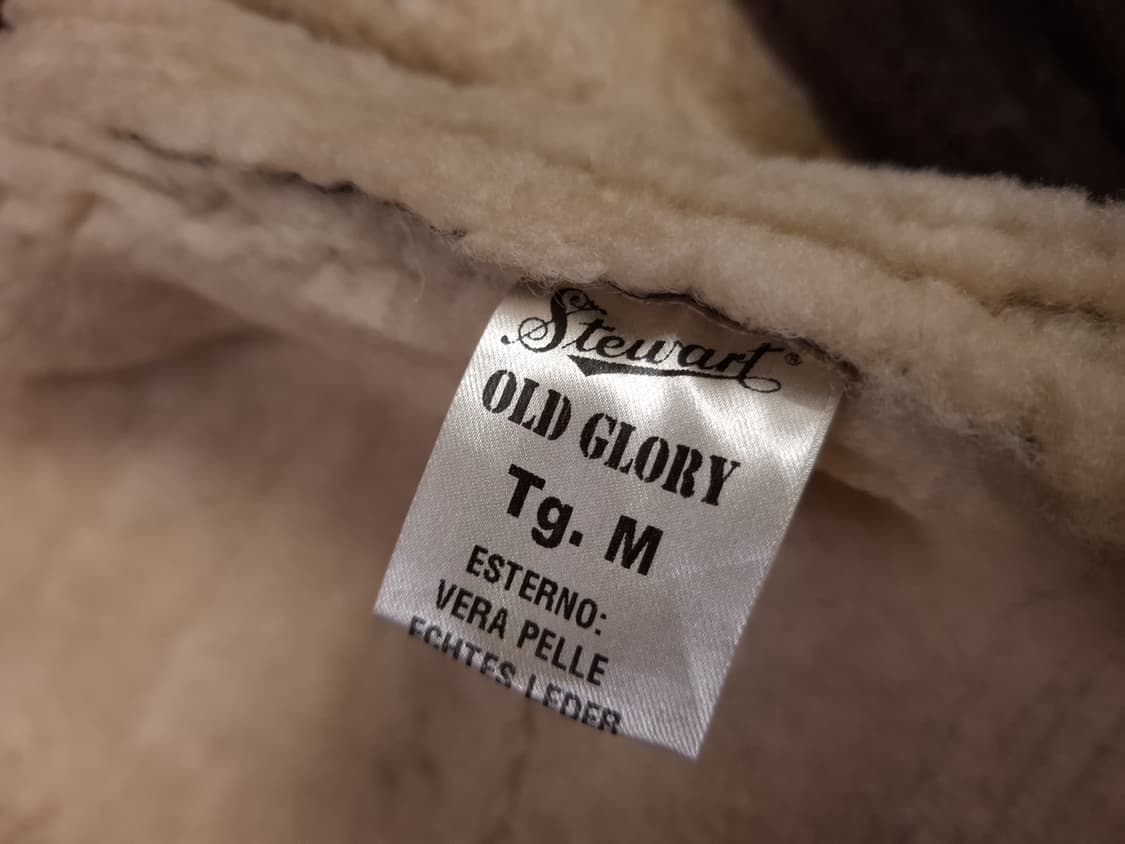 Stewart®
OLD GLORY
Tg. M
ESTERNO:
VERA PELLE
ECHTES LEDER